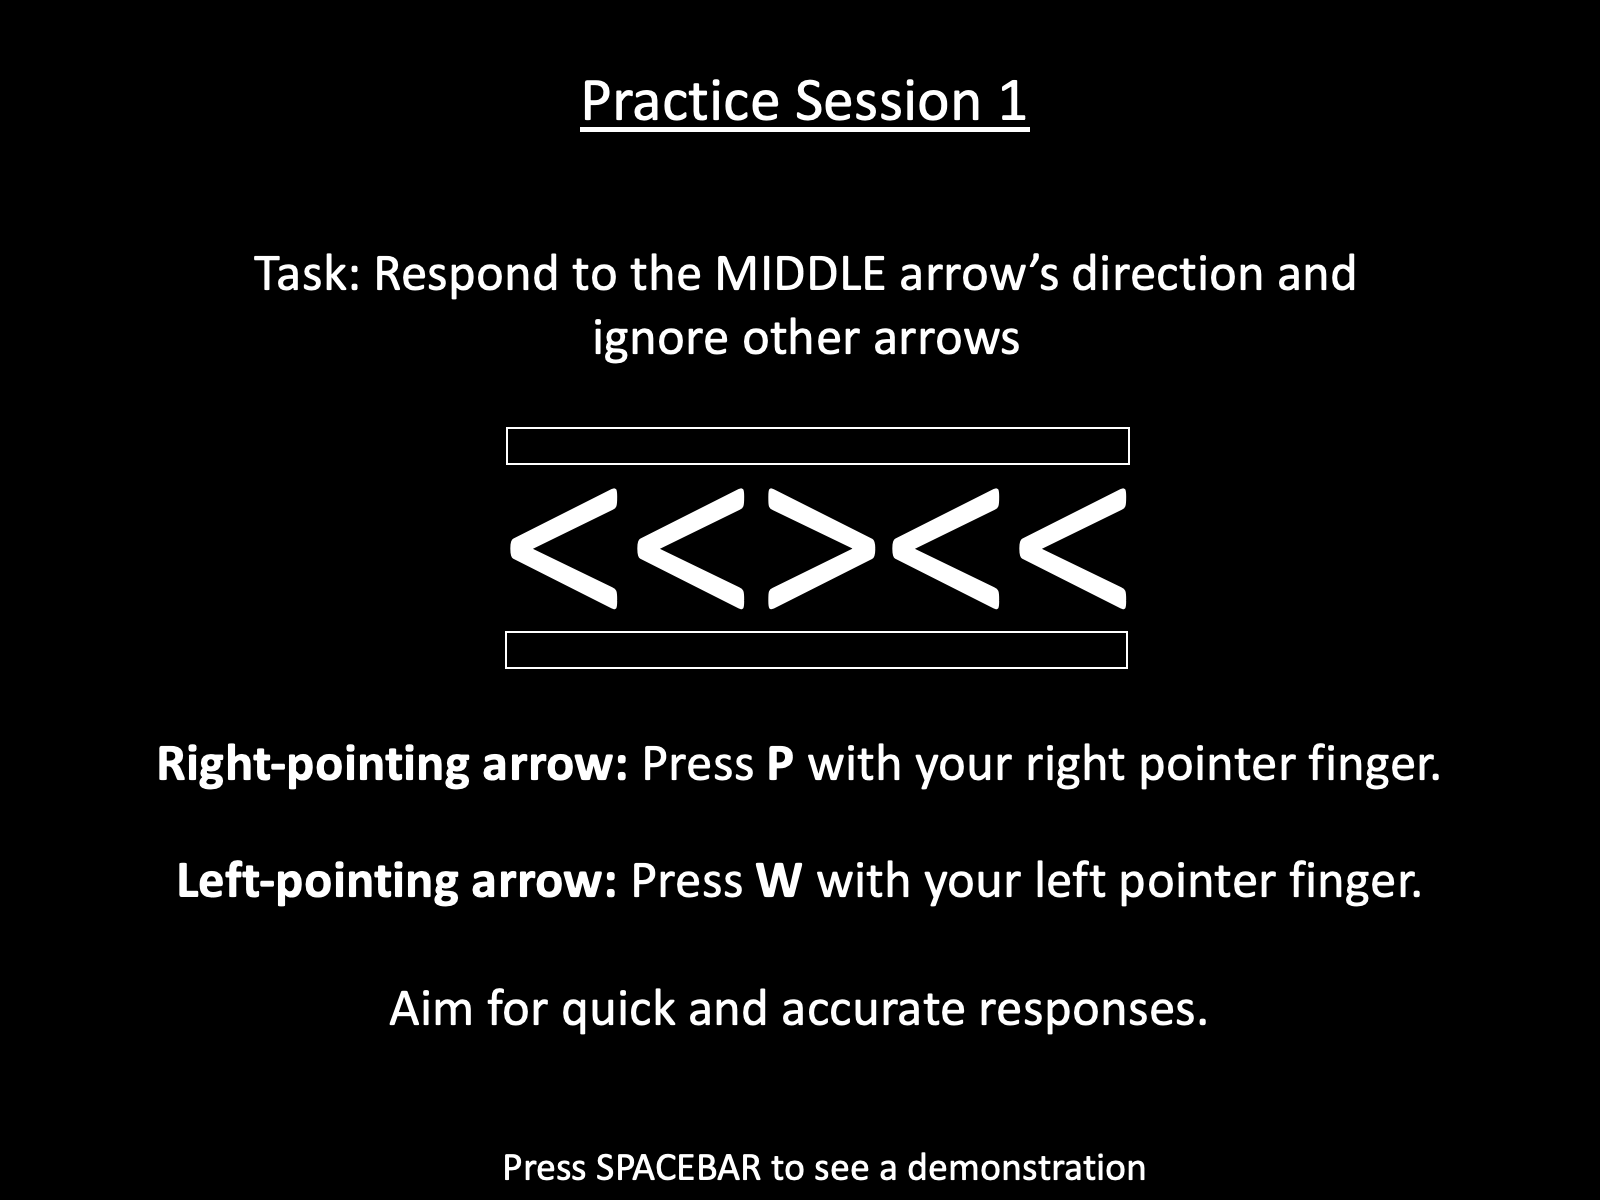 Practice Session 1
Task: Respond to the MIDDLE arrow’s direction and
ignore other arrows
<<><<
Right-pointing arrow: Press P with your right pointer finger.
Left-pointing arrow: Press W with your left pointer finger.
Aim for quick and accurate responses.
Press SPACEBAR to see a demonstration